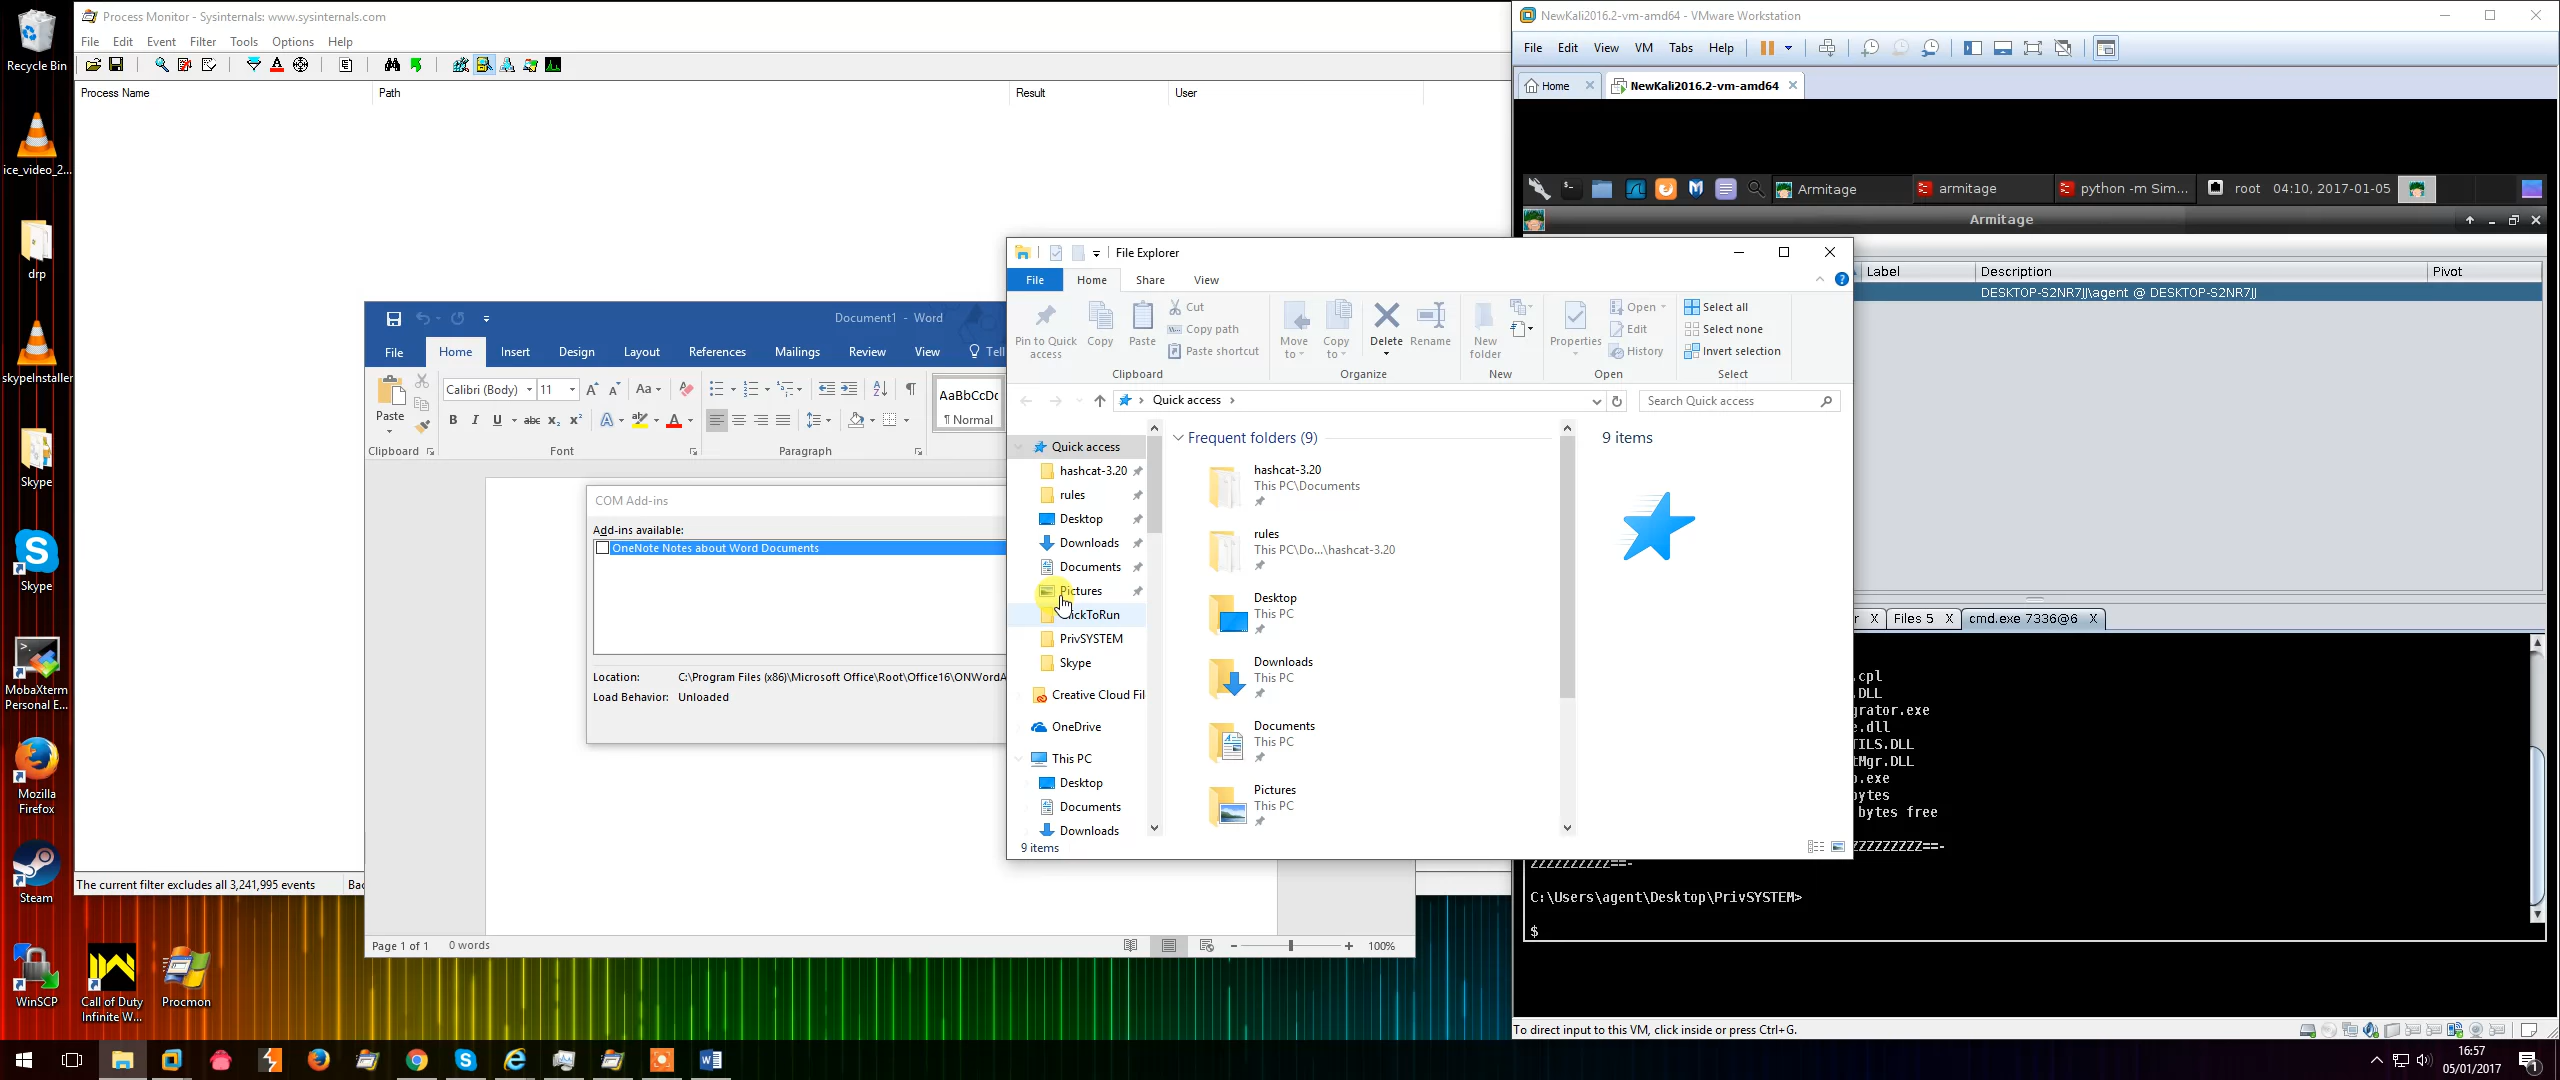 Recycle Bin
ice_video_2...
drp
skypeInstaller
Skype
Skype
MobaXterm
Personal E...
Mozilla
Firefox
Steam
WinSCP
Call of Duty
Infinite W...
Procmon
Process Monitor - Sysinternals: www.sysinternals.com
File Edit Event Filter Tools Options Help
Process Name Path Result User
The current filter excludes all 3,241,995 events
Document1 - Word
File Home Insert Design Layout References Mailings Review View Tell
Calibri (Body) 11
Paste
AaBbCcDc
¶ Normal
Clipboard Font Paragraph
COM Add-ins
Add-ins available:
OneNote Notes about Word Documents
Location: C:\Program Files (x86)\Microsoft Office\Root\Office16\ONWordA
Load Behavior: Unloaded
Page 1 of 1 0 words
100%
File Explorer
File Home Share View
Pin to Quick
access
Copy
Paste
Cut
Copy path
Paste shortcut
Move
to
Copy
to
Delete
Rename
New
folder
Properties
Open
Edit
History
Select all
Select none
Invert selection
Clipboard Organize New Open Select
Quick access
Search Quick access
Quick access
hashcat-3.20
rules
Desktop
Downloads
Documents
Pictures
ickToRun
PrivSYSTEM
Skype
Creative Cloud Fil
OneDrive
This PC
Desktop
Documents
Downloads
9 items
Frequent folders (9)
hashcat-3.20
This PC\Documents
rules
This PC\Do...\hashcat-3.20
Desktop
This PC
Downloads
This PC
Documents
This PC
Pictures
This PC
9 items
NewKali2016.2-vm-amd64 - VMware Workstation
File Edit View VM Tabs Help
Home NewKali2016.2-vm-amd64
Armitage armitage python -m Sim... root 04:10, 2017-01-05
Armitage
Label Description Pivot
DESKTOP-S2NR7JJ\agent @ DESKTOP-S2NR7JJ
r X Files 5 X cmd.exe 7336@6 X
.cpl
.DLL
grator.exe
e.dll
TILS.DLL
tMgr.DLL
o.exe
bytes
bytes free
ZZZZZZZZZ==-
ZZZZZZZZZZ==-
C:\Users\agent\Desktop\PrivSYSTEM>
$
To direct input to this VM, click inside or press Ctrl+G.
16:57
05/01/2017